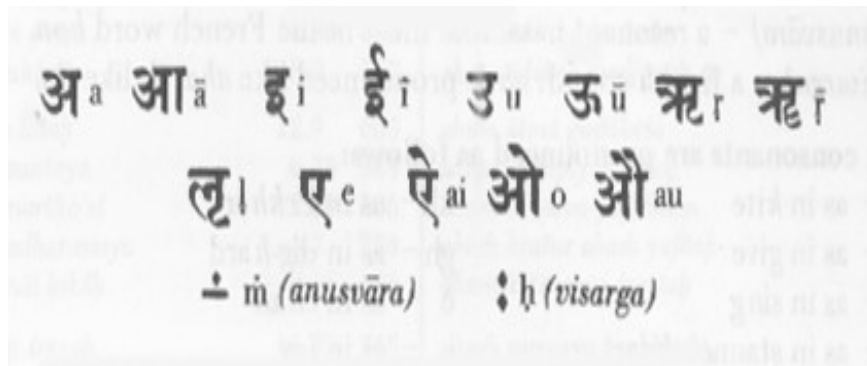 अ a आ ā इ i ई ī उ u ऊ ū ऋ ṛ ॠ ṝ
लृ ḷ ए e ऐ ai ओ o औ au
∸ ṁ (anusvāra) : ḥ (visarga)